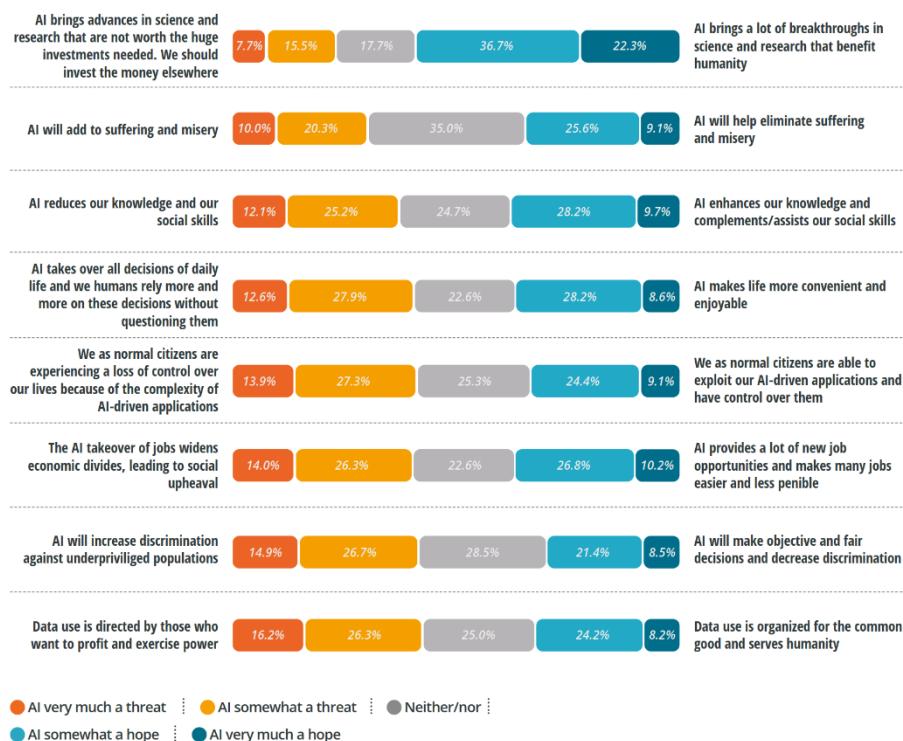 AI brings advances in science and
research that are not worth the huge
investments needed. We should
invest the money elsewhere
7.7% 15.5% 17.7% 36.7% 22.3%
AI brings a lot of breakthroughs in
science and research that benefit
humanity
AI will add to suffering and misery
10.0% 20.3% 35.0% 25.6% 9.1%
AI will help eliminate suffering
and misery
AI reduces our knowledge and our
social skills
12.1% 25.2% 24.7% 28.2% 9.7%
AI enhances our knowledge and
complements/assists our social skills
AI takes over all decisions of daily
life and we humans rely more and
more on these decisions without
questioning them
12.6% 27.9% 22.6% 28.2% 8.6%
AI makes life more convenient and
enjoyable
We as normal citizens are
experiencing a loss of control over
our lives because of the complexity of
AI-driven applications
13.9% 27.3% 25.3% 24.4% 9.1%
We as normal citizens are able to
exploit our AI-driven applications and
have control over them
The AI takeover of jobs widens
economic divides, leading to social
upheaval
14.0% 26.3% 22.6% 26.8% 10.2%
AI provides a lot of new job
opportunities and makes many jobs
easier and less penible
AI will increase discrimination
against underpriviliged populations
14.9% 26.7% 28.5% 21.4% 8.5%
AI will make objective and fair
decisions and decrease discrimination
Data use is directed by those who
want to profit and exercise power
16.2% 26.3% 25.0% 24.2% 8.2%
Data use is organized for the common
good and serves humanity
AI very much a threat AI somewhat a threat Neither/nor
AI somewhat a hope AI very much a hope